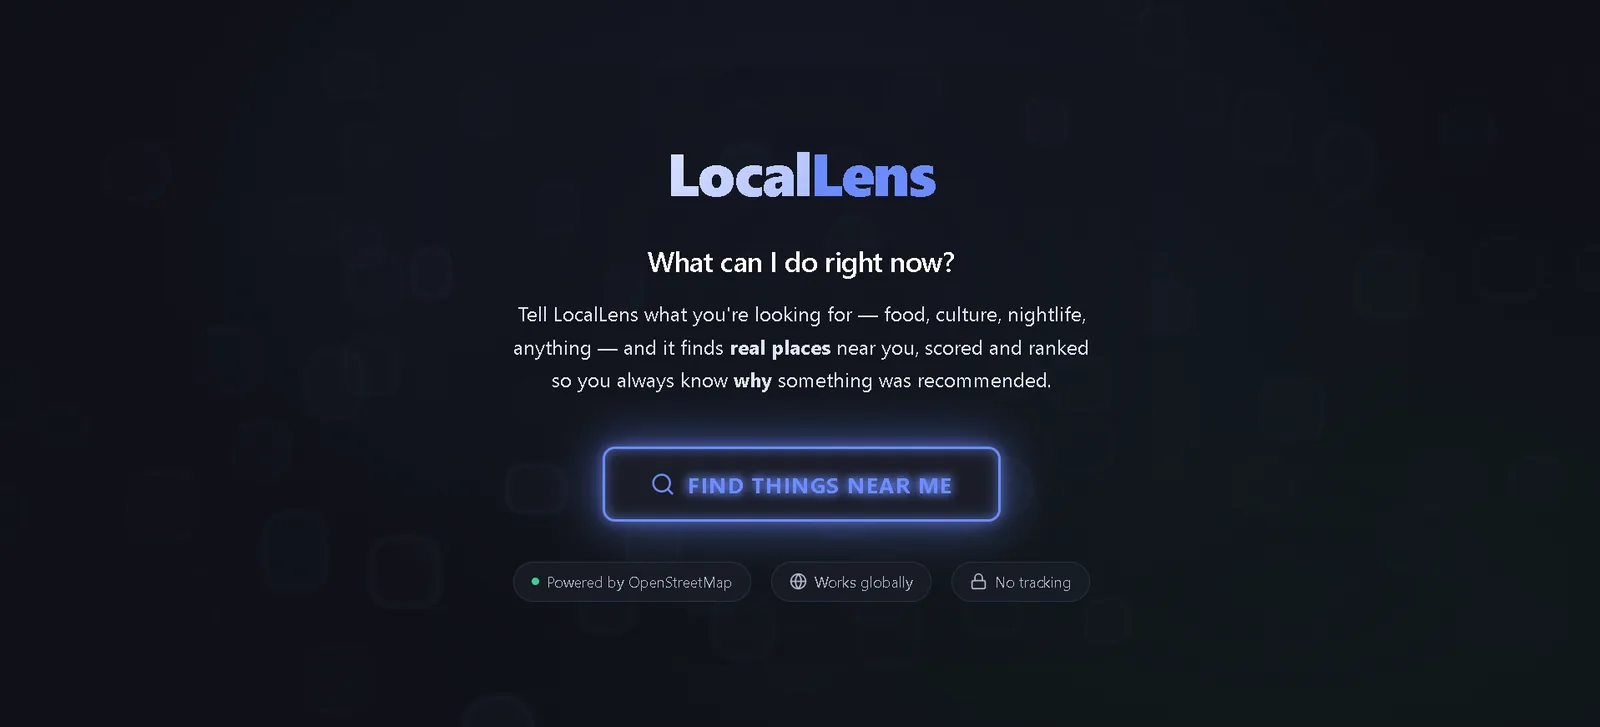 LocalLens
What can I do right now?
Tell LocalLens what you're looking for — food, culture, nightlife,
anything — and it finds real places near you, scored and ranked
so you always know why something was recommended.
FIND THINGS NEAR ME
Powered by OpenStreetMap
Works globally
No tracking